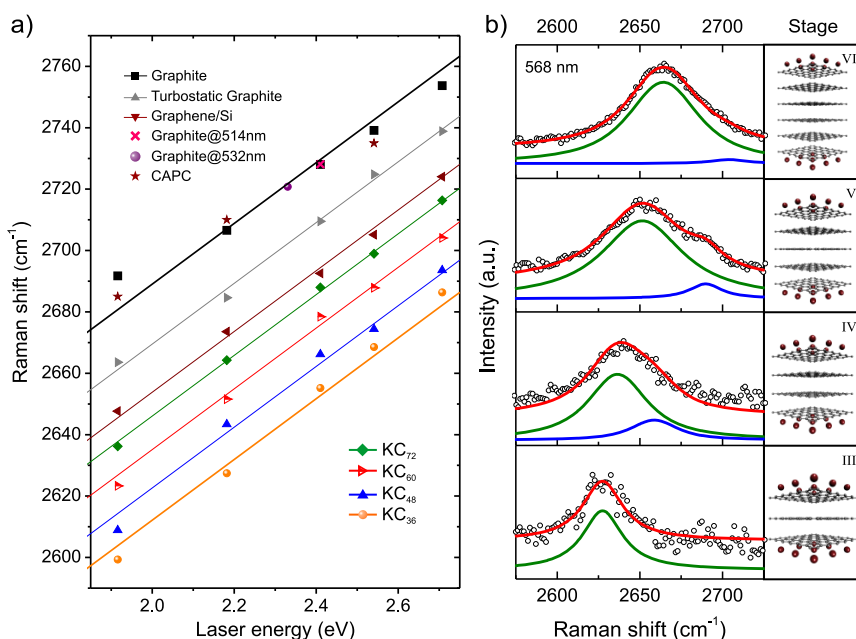 a)
Raman shift (cm-1)
2760
2740
2720
2700
2680
2660
2640
2620
2600
Graphite
Turbostatic Graphite
Graphene/Si
Graphite@514nm
Graphite@532nm
CAPC
KC72
KC60
KC48
KC36
2.0 2.2 2.4 2.6
Laser energy (eV)
b)
2600 2650 2700 Stage
568 nm
VI
V
IV
III
Intensity (a.u.)
2600 2650 2700
Raman shift (cm-1)